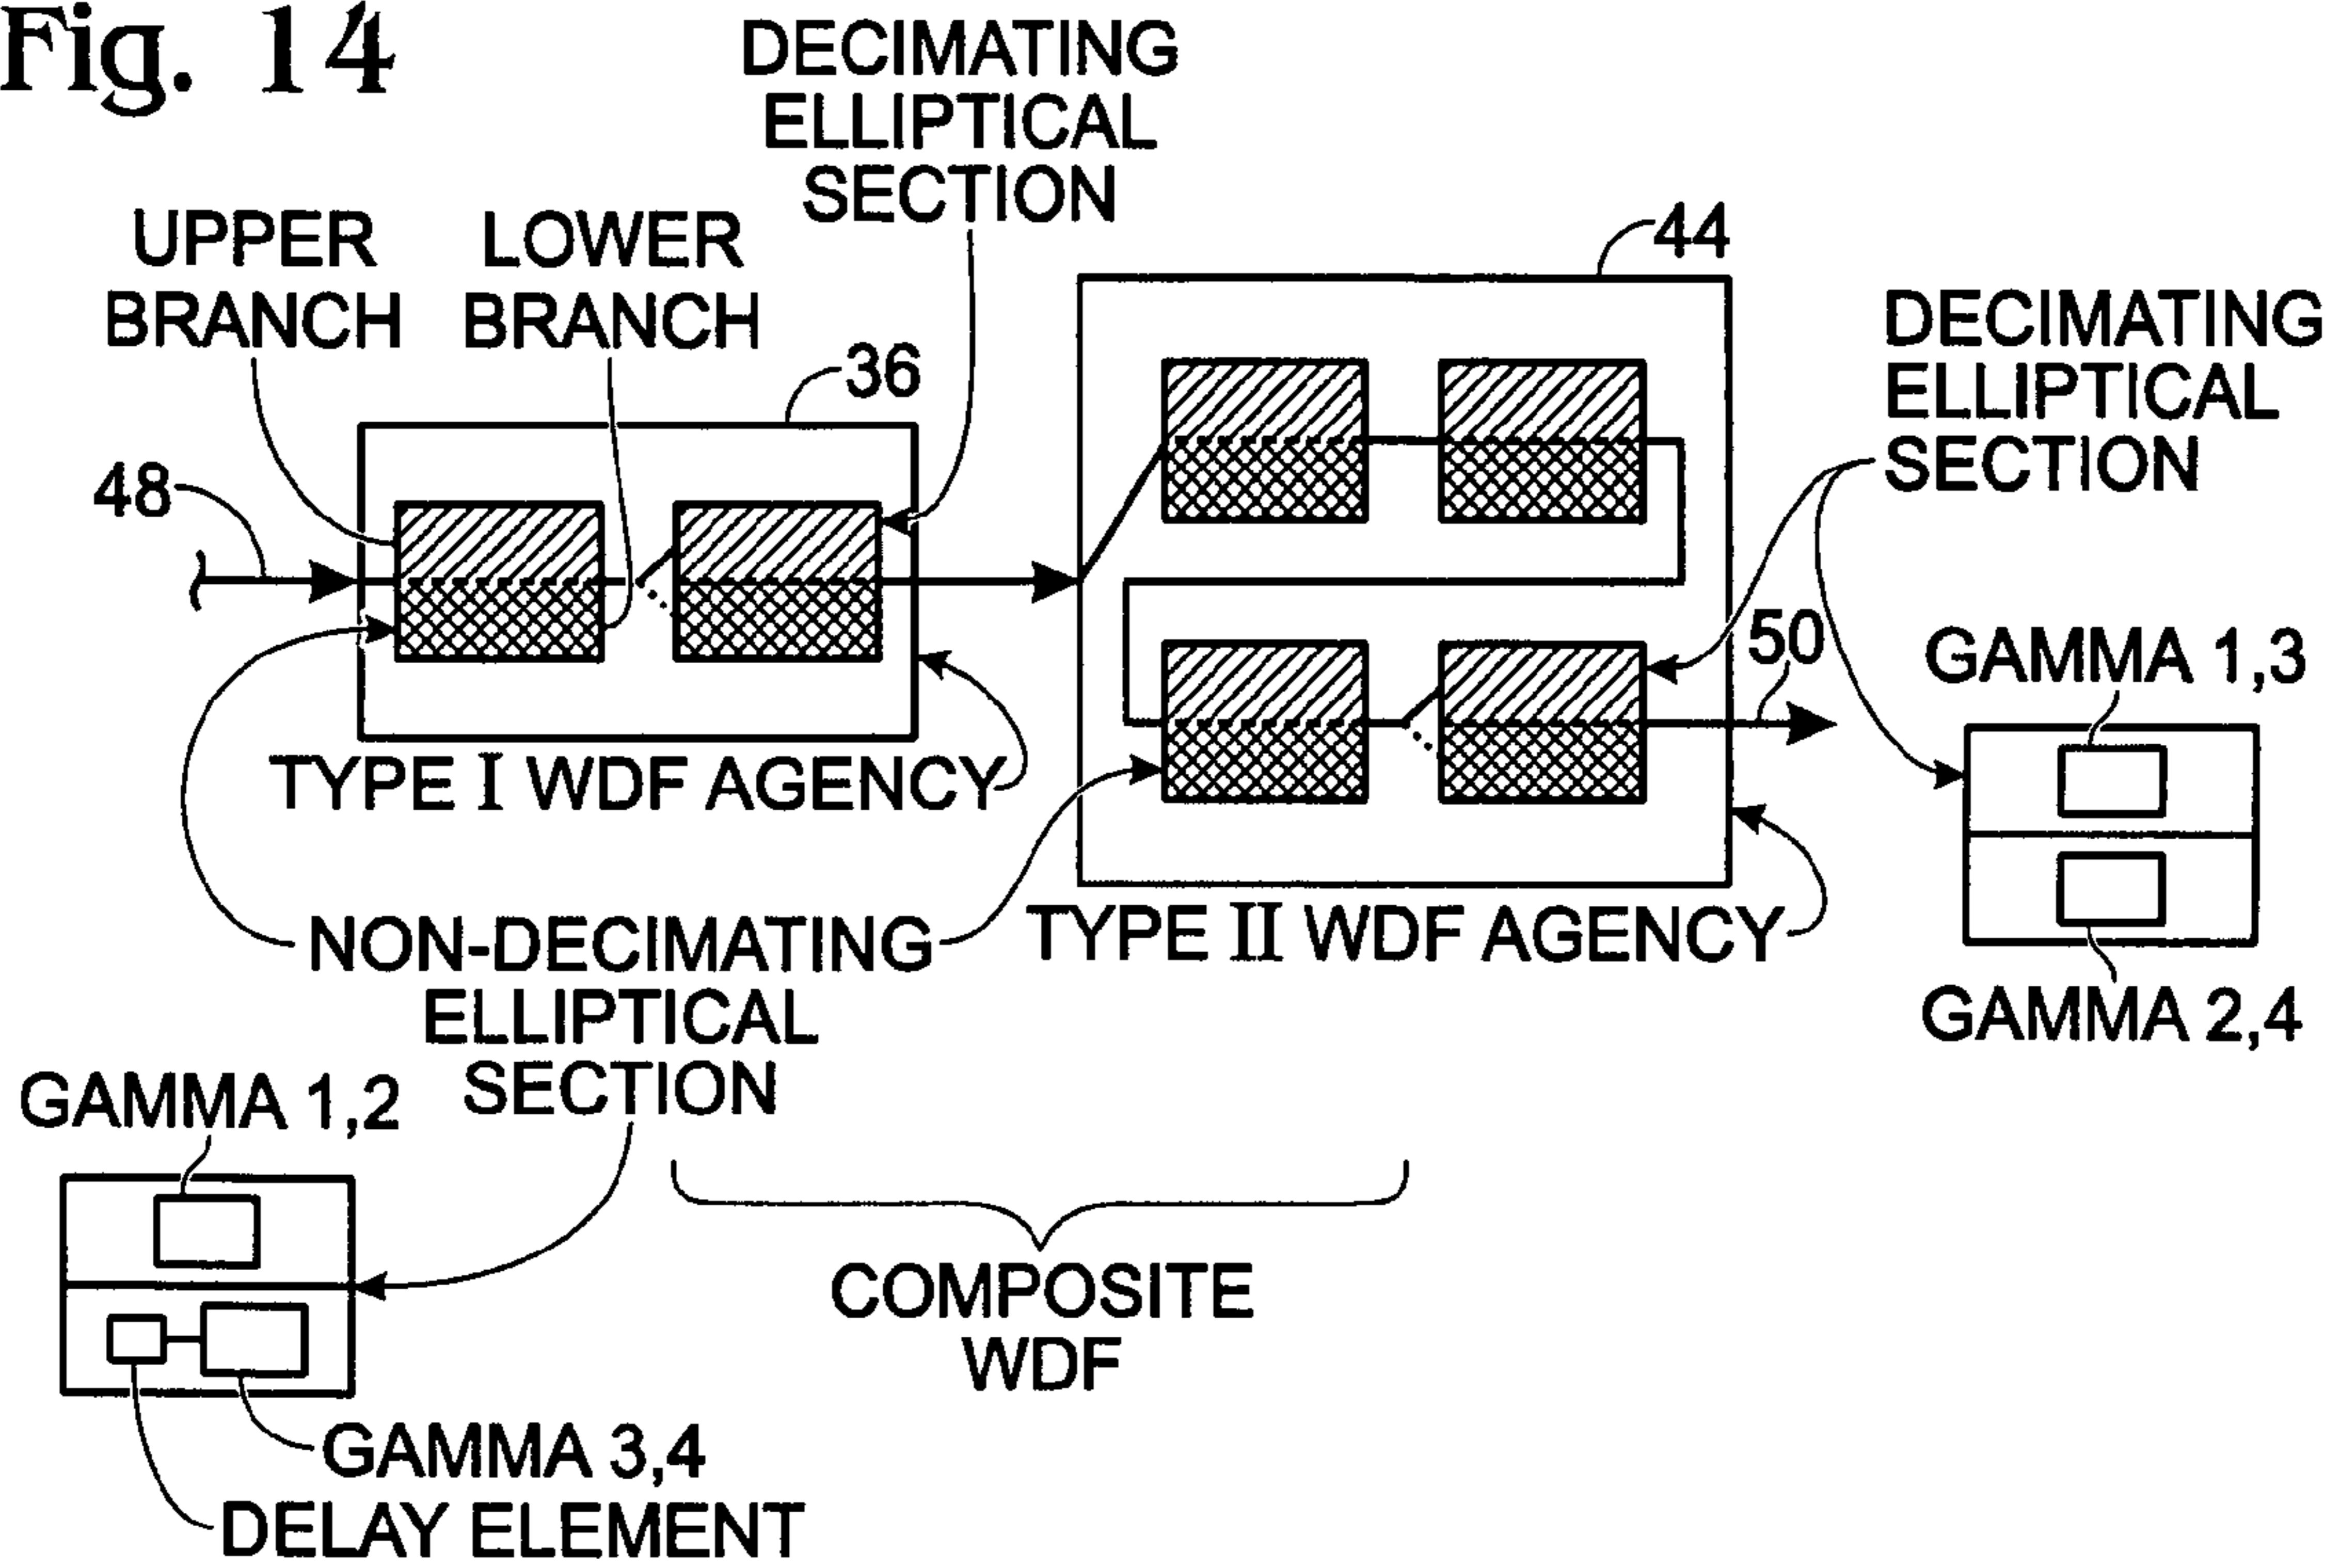 Fig. 14
DECIMATING
ELLIPTICAL
SECTION
UPPER
BRANCH
LOWER
BRANCH
36
44
48
DECIMATING
ELLIPTICAL
SECTION
50
GAMMA 1,3
GAMMA 2,4
TYPE I WDF AGENCY
TYPE II WDF AGENCY
NON-DECIMATING
ELLIPTICAL
SECTION
GAMMA 1,2
GAMMA 3,4
DELAY ELEMENT
COMPOSITE
WDF